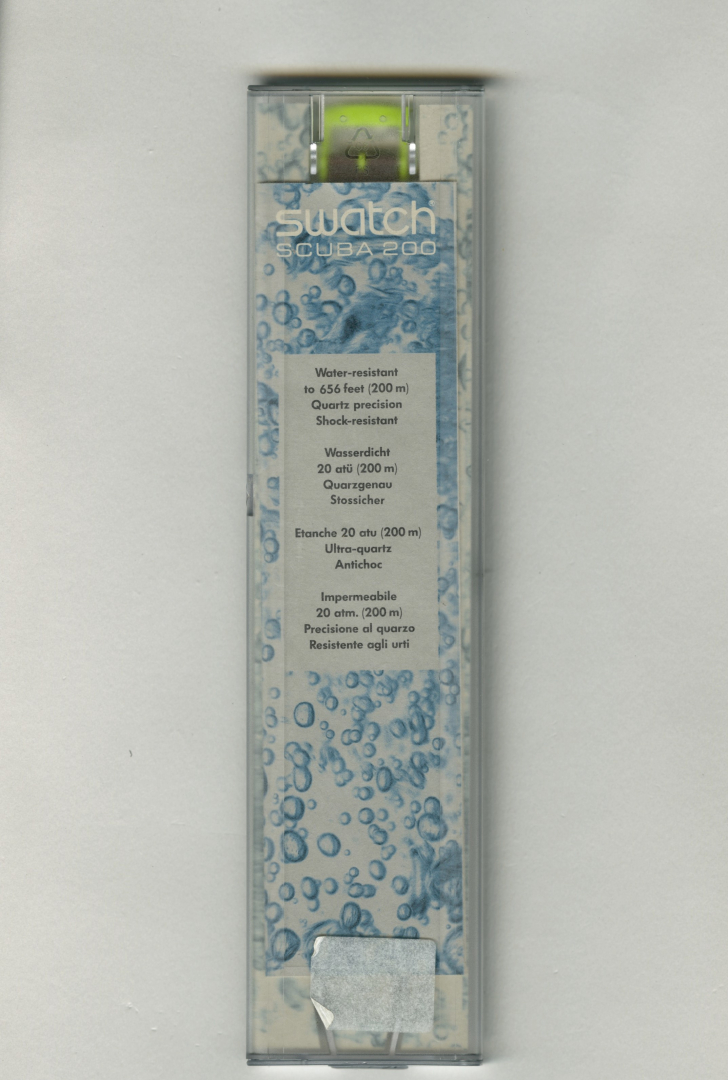 swatch
SCUBA 200
Water-resistant
to 656 feet (200 m)
Quartz precision
Shock-resistant
Wasserdicht
20 atü (200 m)
Quarzgenau
Stossicher
Etanche 20 atu (200 m)
Ultra-quartz
Antichoc
Impermeabile
20 atm. (200 m)
Precisione al quarzo
Resistente agli urti